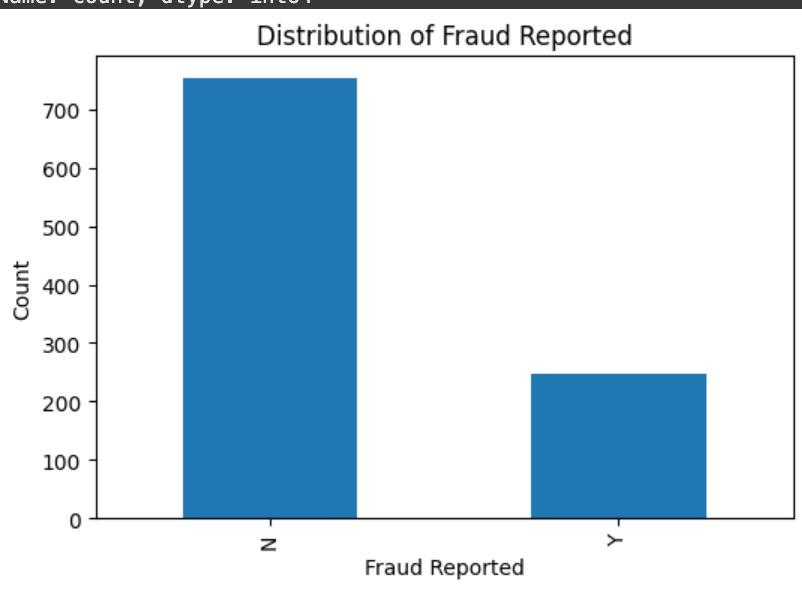 Name: count, dtype: int64
Distribution of Fraud Reported
700
600
500
400
300
200
100
0
Count
N
Y
Fraud Reported